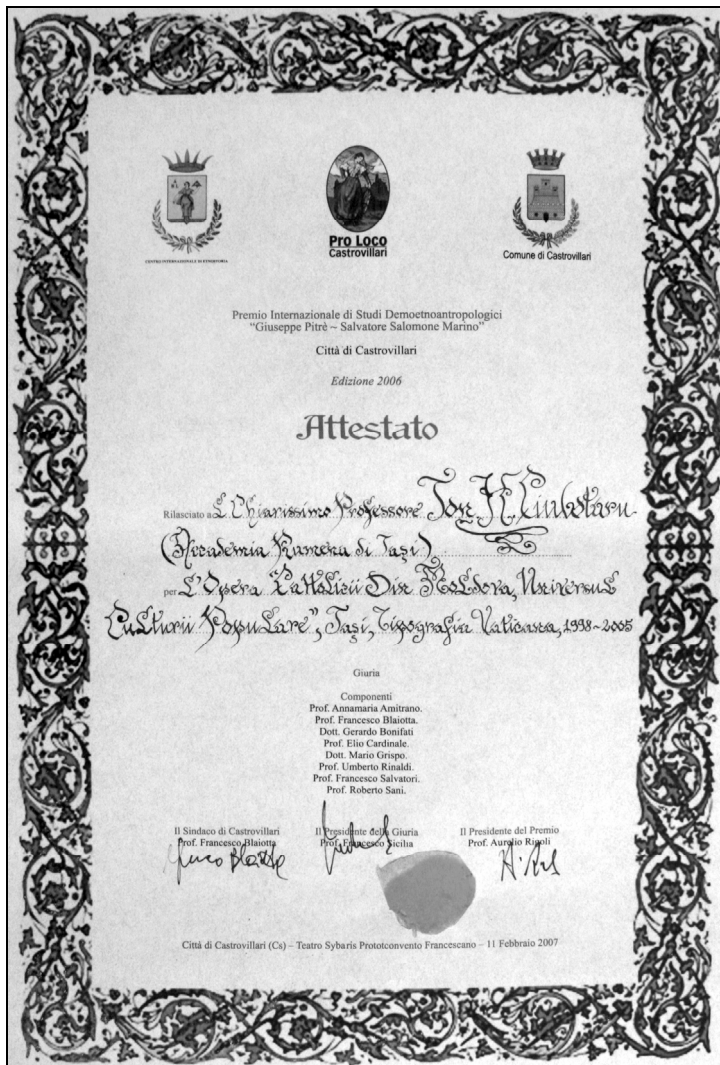 CENTRO INTERNAZIONALE DI ETNOSTORIA
Pro Loco
Castrovillari
Comune di Castrovillari
Premio Internazionale di Studi Demoetnoantropologici
"Giuseppe Pitrè ~ Salvatore Salomone Marino"
Città di Castrovillari
Edizione 2006
Attestato
Rilasciato a L Chiarissimo Professore Ion H. Ciubotaru
(Accademia Rumena di Iaşi)
per L'Opera "Cattolicii Din Moldova, Universul
Culturii Populare", Iaşi, Tipografia Vaticana, 1998~2005
Giuria
Componenti
Prof. Annamaria Amitrano.
Prof. Francesco Blaiotta.
Dott. Gerardo Bonifati
Prof. Elio Cardinale.
Dott. Mario Grispo.
Prof. Umberto Rinaldi.
Prof. Francesco Salvatori.
Prof. Roberto Sani.
Il Sindaco di Castrovillari
Prof. Francesco Blaiotta
Il Presidente della Giuria
Prof. Francesco Sicilia
Il Presidente del Premio
Prof. Aurelio Rigoli
Città di Castrovillari (Cs) – Teatro Sybaris Protoconvento Francescano – 11 Febbraio 2007